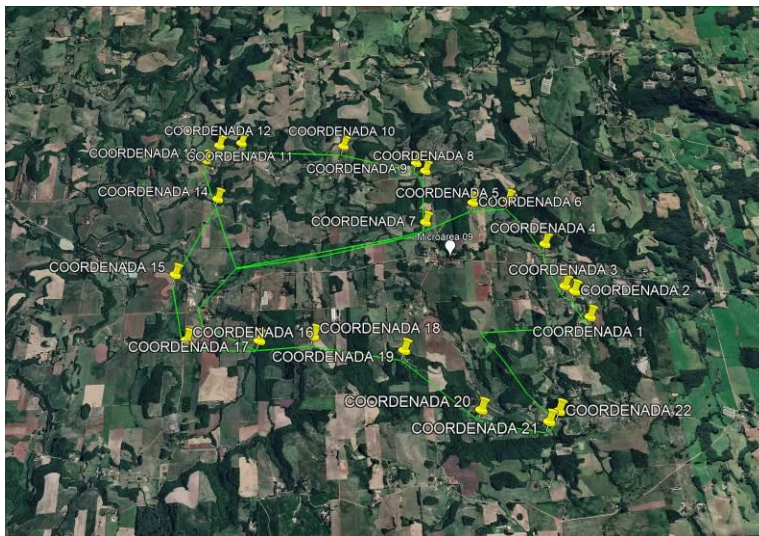 COORDENADA 12
COORDENADA 10
COORDENADA 13
COORDENADA 11
COORDENADA 8
COORDENADA 9
COORDENADA 14
COORDENADA 5
COORDENADA 6
COORDENADA 7
Microárea 09
COORDENADA 4
COORDENADA 15
COORDENADA 3
COORDENADA 2
COORDENADA 16
COORDENADA 18
COORDENADA 1
COORDENADA 17
COORDENADA 19
COORDENADA 20
COORDENADA 22
COORDENADA 21